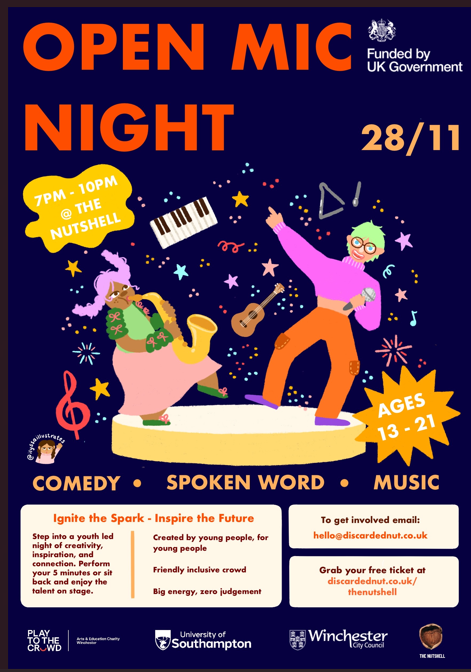 OPEN MIC
NIGHT
Funded by
UK Government
28/11
7PM - 10PM
@ THE
NUTSHELL
AGES
13 - 21
COMEDY • SPOKEN WORD • MUSIC
Ignite the Spark - Inspire the Future
Step into a youth led
night of creativity,
inspiration, and
connection. Perform
your 5 minutes or sit
back and enjoy the
talent on stage.
Created by young people, for
young people
Friendly inclusive crowd
Big energy, zero judgement
To get involved email:
hello@discardednut.co.uk
Grab your free ticket at
discardednut.co.uk/
thenutshell
PLAY
TO THE
CROWD
Arts & Education Charity
Winchester
University of
Southampton
Winchester
City Council
THE NUTSHELL